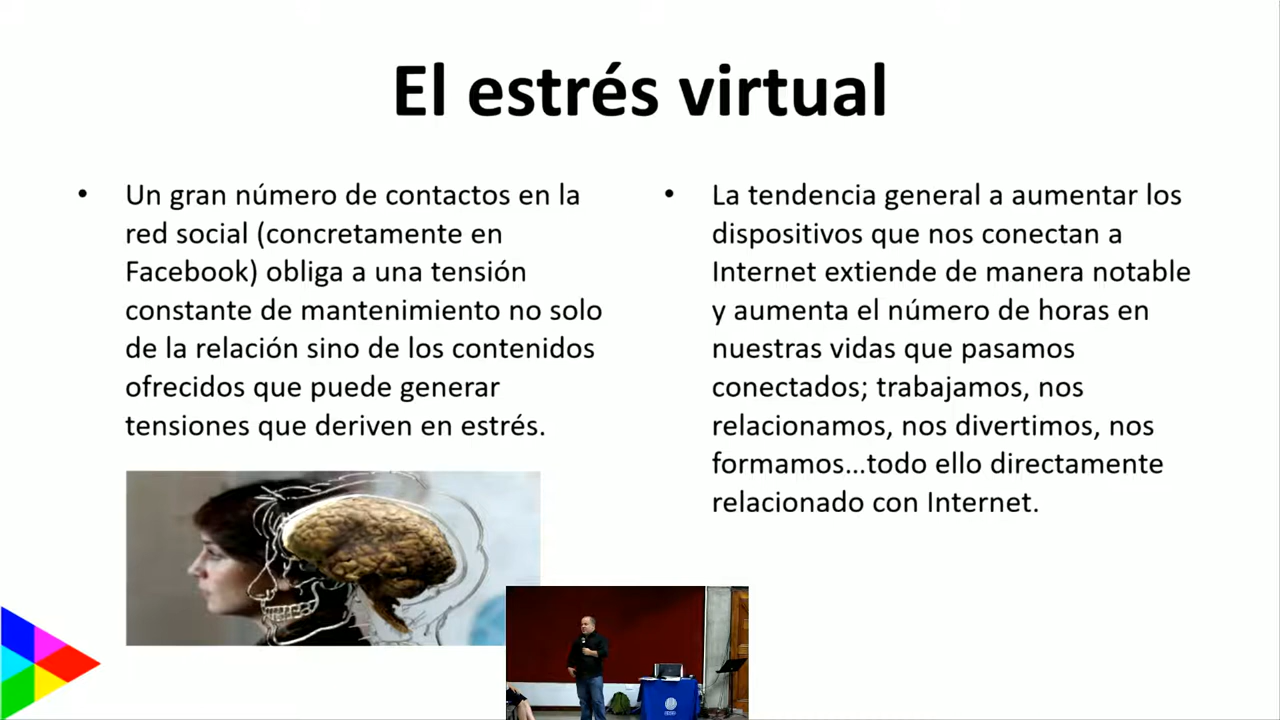 El estrés virtual
• Un gran número de contactos en la
red social (concretamente en
Facebook) obliga a una tensión
constante de mantenimiento no solo
de la relación sino de los contenidos
ofrecidos que puede generar
tensiones que deriven en estrés.
• La tendencia general a aumentar los
dispositivos que nos conectan a
Internet extiende de manera notable
y aumenta el número de horas en
nuestras vidas que pasamos
conectados; trabajamos, nos
relacionamos, nos divertimos, nos
formamos...todo ello directamente
relacionado con Internet.